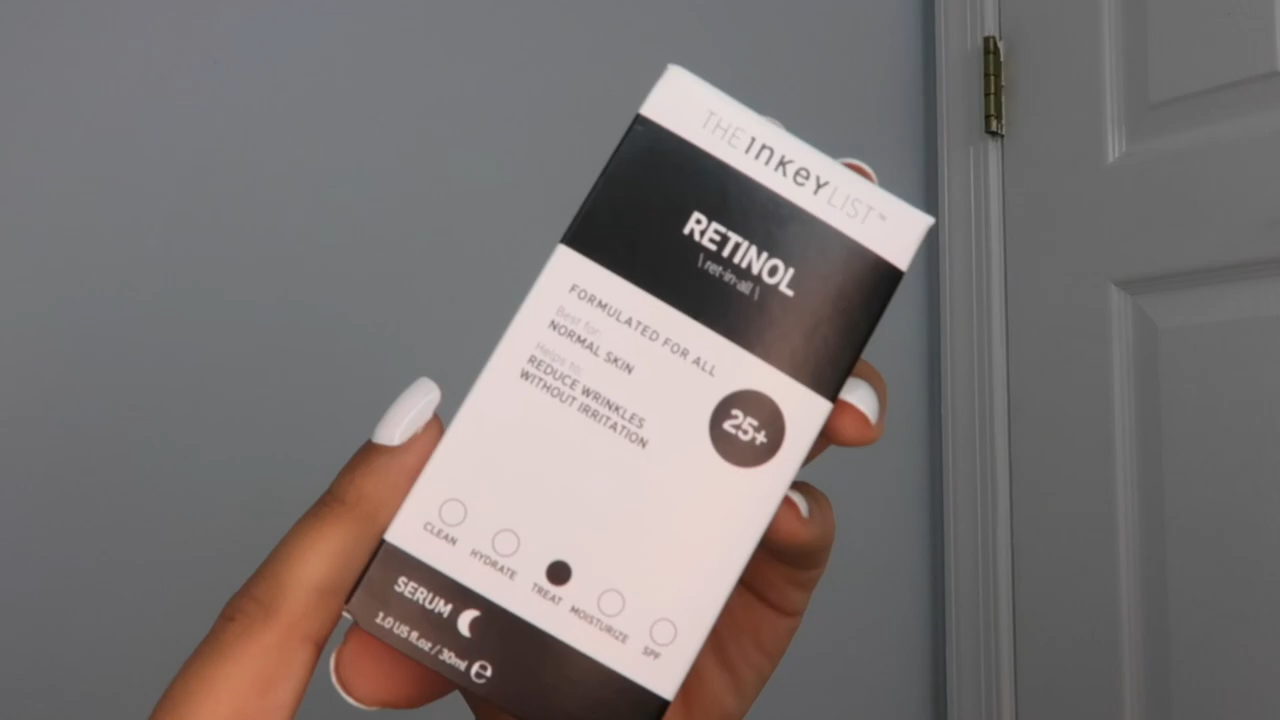 THE INKEY LIST™
RETINOL
\ ret-in-all \
FORMULATED FOR ALL
Best for:
NORMAL SKIN
Helps to:
REDUCE WRINKLES
WITHOUT IRRITATION
25+
CLEAN
HYDRATE
TREAT
MOISTURIZE
SPF
SERUM
1.0 US fl.oz / 30ml ℮